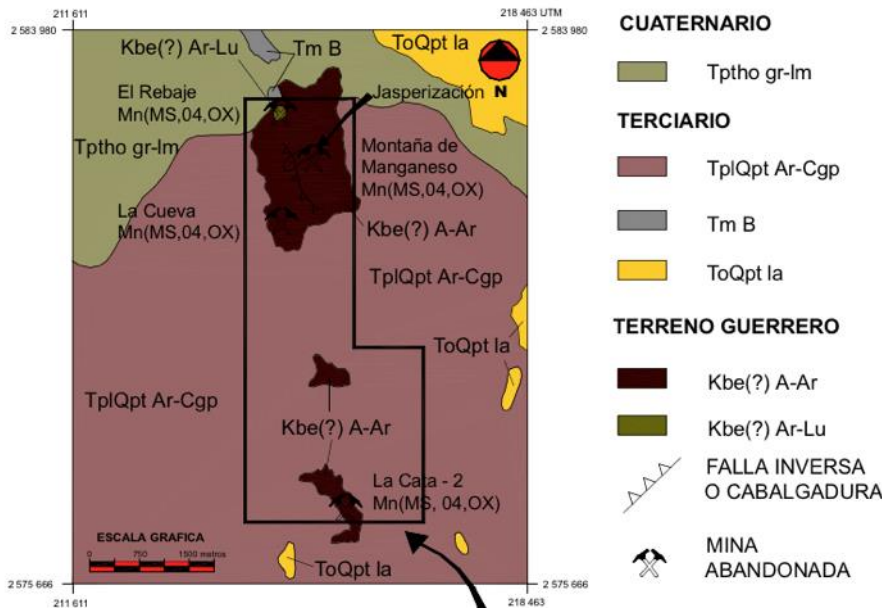 211 611
218 463 UTM
2 583 980
2 583 980
Kbe(?) Ar-Lu
Tm B
ToQpt la
N
El Rebaje
Mn(MS,04,OX)
Jasperización
Tptho gr-lm
Montaña de
Manganeso
Mn(MS,04,OX)
La Cueva
Mn(MS,04,OX)
Kbe(?) A-Ar
TplQpt Ar-Cgp
ToQpt la
TplQpt Ar-Cgp
Kbe(?) A-Ar
La Cata - 2
Mn(MS, 04,OX)
ESCALA GRAFICA
0 750 1500 metros
ToQpt la
2 575 666
2 575 666
211 611
218 463
CUATERNARIO
Tptho gr-lm
TERCIARIO
TplQpt Ar-Cgp
Tm B
ToQpt la
TERRENO GUERRERO
Kbe(?) A-Ar
Kbe(?) Ar-Lu
FALLA INVERSA
O CABALGADURA
MINA
ABANDONADA